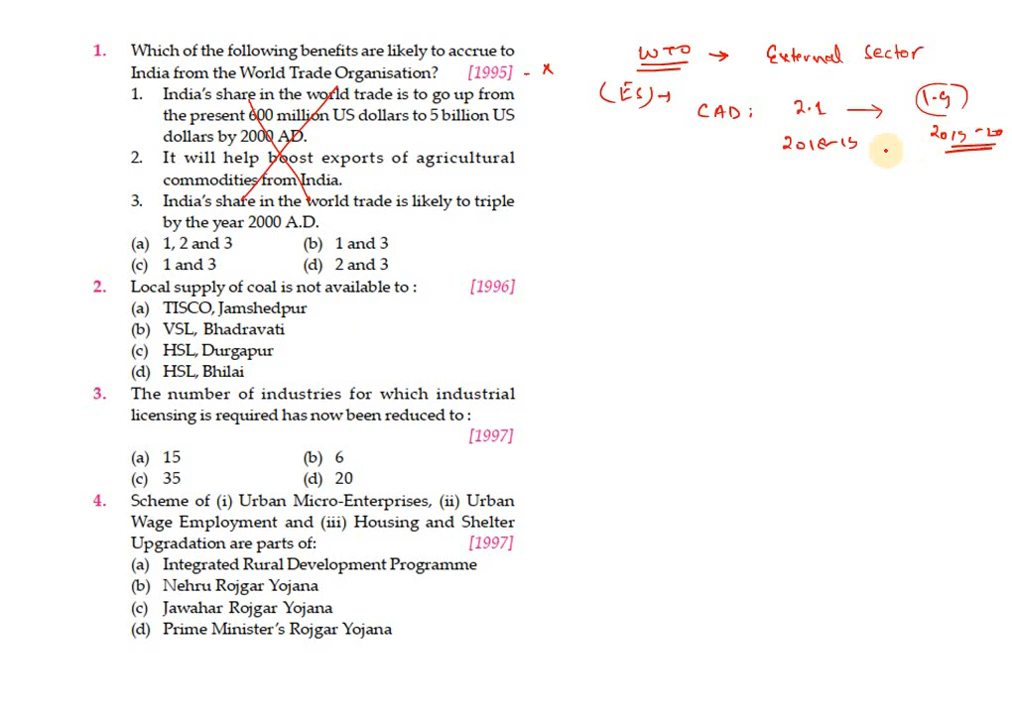 1. Which of the following benefits are likely to accrue to
India from the World Trade Organisation? [1995] - x
1. India's share in the world trade is to go up from
the present 600 million US dollars to 5 billion US
dollars by 2000 AD.
2. It will help boost exports of agricultural
commodities from India.
3. India's share in the world trade is likely to triple
by the year 2000 A.D.
(a) 1, 2 and 3 (b) 1 and 3
(c) 1 and 3 (d) 2 and 3
2. Local supply of coal is not available to : [1996]
(a) TISCO, Jamshedpur
(b) VSL, Bhadravati
(c) HSL, Durgapur
(d) HSL, Bhilai
3. The number of industries for which industrial
licensing is required has now been reduced to :
[1997]
(a) 15 (b) 6
(c) 35 (d) 20
4. Scheme of (i) Urban Micro-Enterprises, (ii) Urban
Wage Employment and (iii) Housing and Shelter
Upgradation are parts of: [1997]
(a) Integrated Rural Development Programme
(b) Nehru Rojgar Yojana
(c) Jawahar Rojgar Yojana
(d) Prime Minister's Rojgar Yojana
WTO → External Sector
(ES) →
CAD: 2.1 →